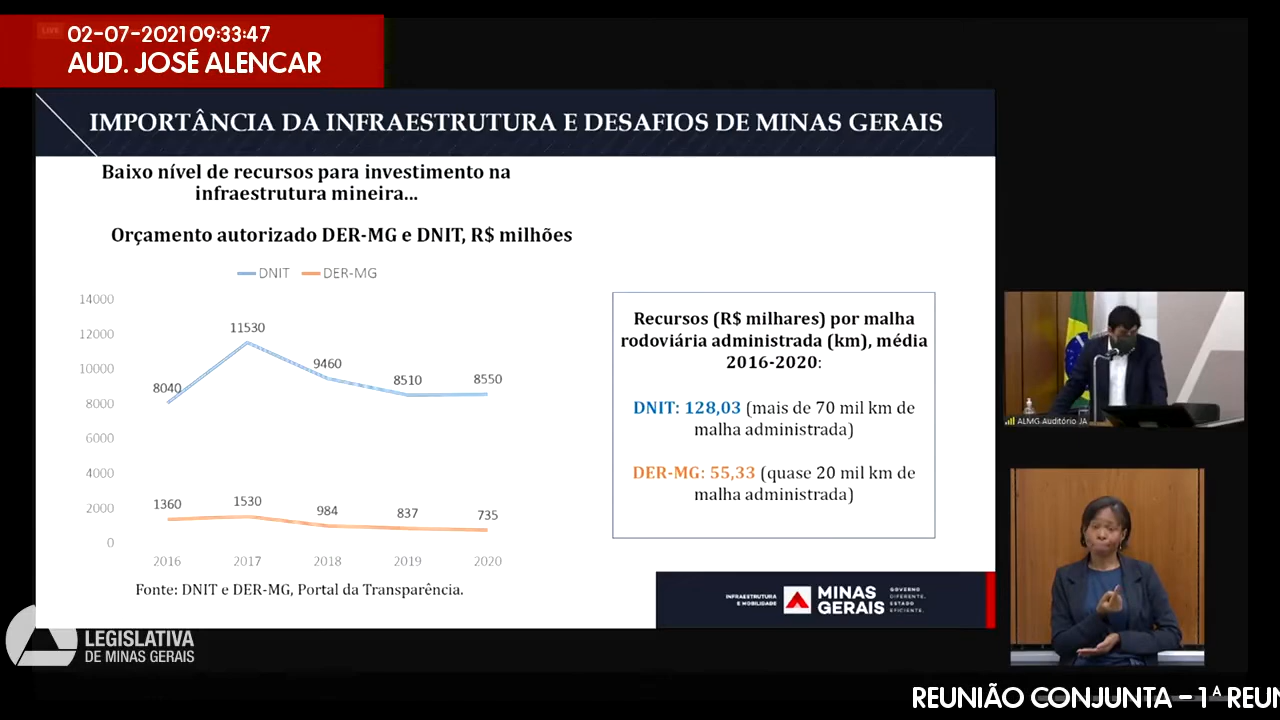 LIVE
02-07-2021 09:33:47
AUD. JOSÉ ALENCAR
IMPORTÂNCIA DA INFRAESTRUTURA E DESAFIOS DE MINAS GERAIS
Baixo nível de recursos para investimento na
infraestrutura mineira...
Orçamento autorizado DER-MG e DNIT, R$ milhões
DNIT DER-MG
14000
12000
10000
8000
6000
4000
2000
0
8040
11530
9460
8510
8550
1360
1530
984
837
735
2016 2017 2018 2019 2020
Fonte: DNIT e DER-MG, Portal da Transparência.
Recursos (R$ milhares) por malha
rodoviária administrada (km), média
2016-2020:
DNIT: 128,03 (mais de 70 mil km de
malha administrada)
DER-MG: 55,33 (quase 20 mil km de
malha administrada)
INFRAESTRUTURA
E MOBILIDADE
MINAS
GERAIS
GOVERNO
DIFERENTE.
ESTADO
EFICIENTE.
ALMG Auditório JA
LEGISLATIVA
DE MINAS GERAIS
REUNIÃO CONJUNTA – 1ª REUN